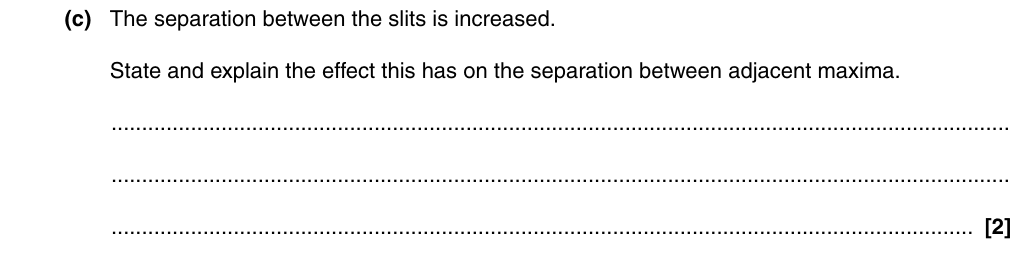 (c) The separation between the slits is increased.
State and explain the effect this has on the separation between adjacent maxima.
..........................................................................................................................................................
..........................................................................................................................................................
.................................................................................................................................................... [2]